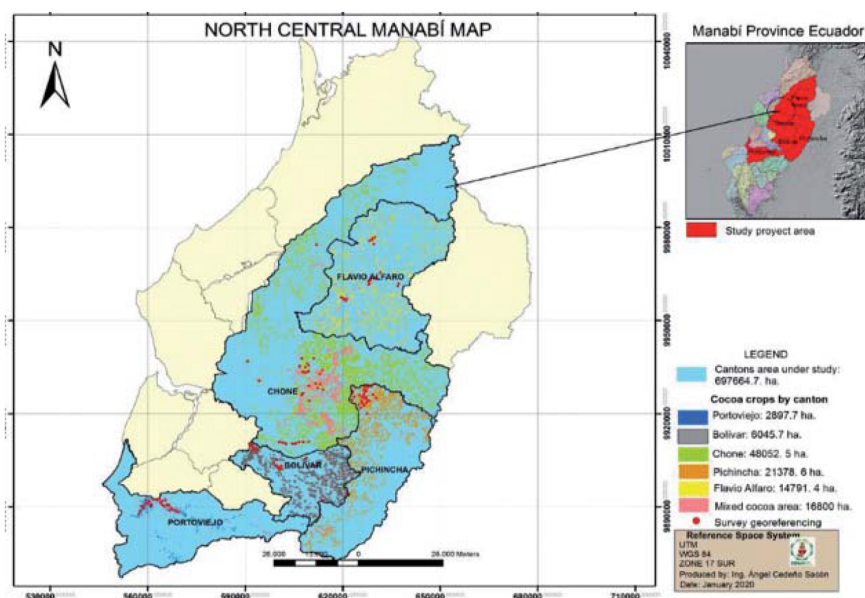 NORTH CENTRAL MANABÍ MAP
N
Manabí Province Ecuador
Study proyect area
FLAVIO ALFARO
CHONE
BOLIVAR
PICHINCHA
PORTOVIEJO
LEGEND
Cantons area under study:
697664.7. ha.
Cocoa crops by canton
Portoviejo: 2897.7 ha.
Bolívar: 6045.7 ha.
Chone: 48052. 5 ha.
Pichincha: 21378. 6 ha.
Flavio Alfaro: 14791. 4 ha.
Mixed cocoa area: 16800 ha.
Survey georeferencing
Reference Space System
UTM
WGS 84
ZONE 17 SUR
Produced by: Ing. Ángel Cedeño Sacón
Date: January 2020
26.000
0
26.000 Meters
10040000
10010000
9980000
9950000
9920000
9890000
530000
560000
590000
620000
650000
680000
710000